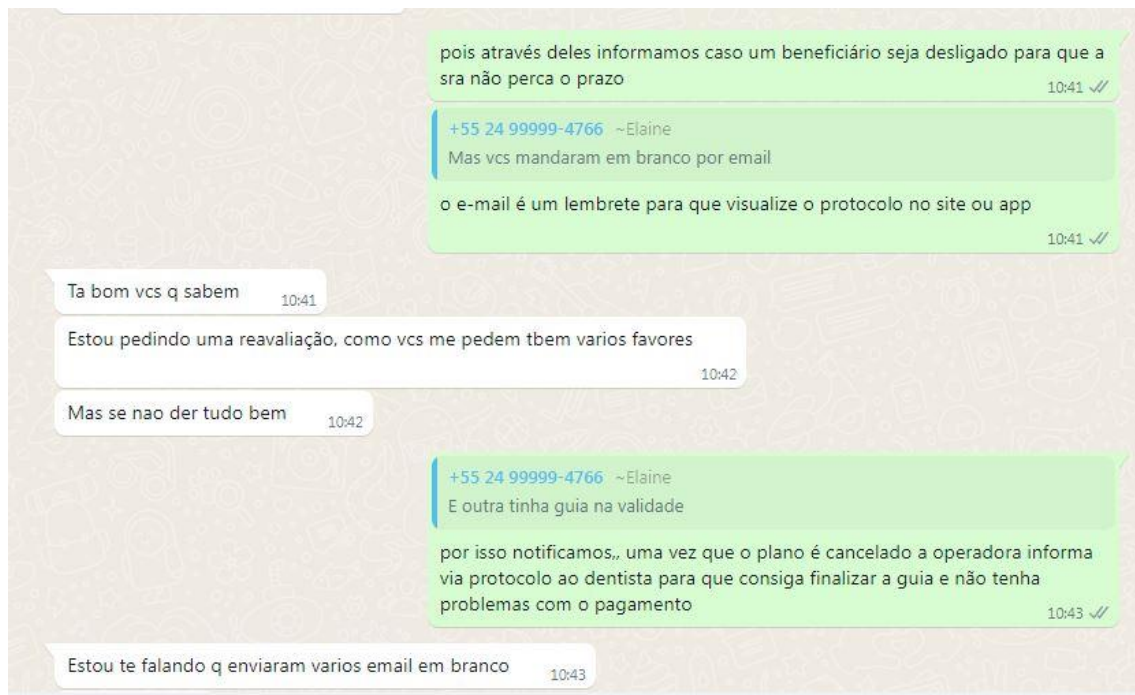 pois através deles informamos caso um beneficiário seja desligado para que a
sra não perca o prazo
10:41
+55 24 99999-4766 ~Elaine
Mas vcs mandaram em branco por email
o e-mail é um lembrete para que visualize o protocolo no site ou app
10:41
Ta bom vcs q sabem 10:41
Estou pedindo uma reavaliação, como vcs me pedem tbem varios favores
10:42
Mas se nao der tudo bem 10:42
+55 24 99999-4766 ~Elaine
E outra tinha guia na validade
por isso notificamos,, uma vez que o plano é cancelado a operadora informa
via protocolo ao dentista para que consiga finalizar a guia e não tenha
problemas com o pagamento
10:43
Estou te falando q enviaram varios email em branco 10:43